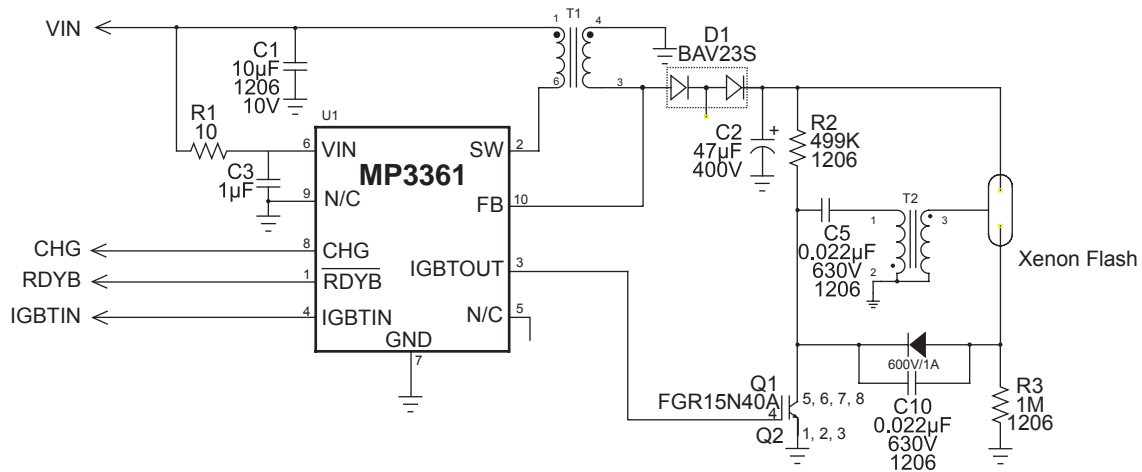 VIN
T1
1
4
6
3
D1
BAV23S
C1
10µF
1206
10V
R1
10
U1
6
VIN
SW
2
MP3361
C3
1µF
9
N/C
FB
10
CHG
8
CHG
IGBTOUT
3
RDYB
1
RDYB
IGBTIN
4
IGBTIN
N/C
5
GND
7
C2
47µF
400V
+
R2
499K
1206
C5
0.022µF
630V
1206
T2
1
3
2
Xenon Flash
600V/1A
C10
0.022µF
630V
1206
R3
1M
1206
Q1
FGR15N40A
5, 6, 7, 8
4
Q2
1, 2, 3